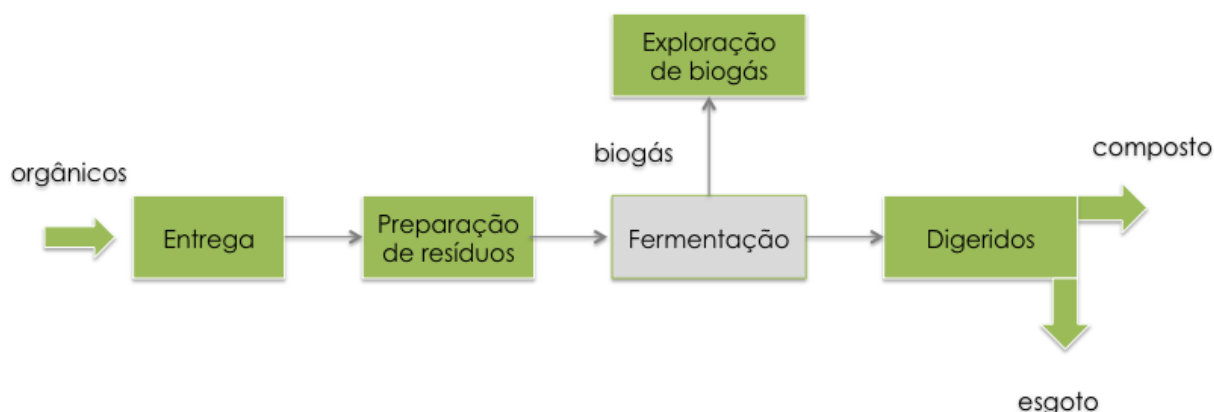 Exploração
de biogás
biogás
composto
orgânicos
Entrega
Preparação
de resíduos
Fermentação
Digeridos
esgoto